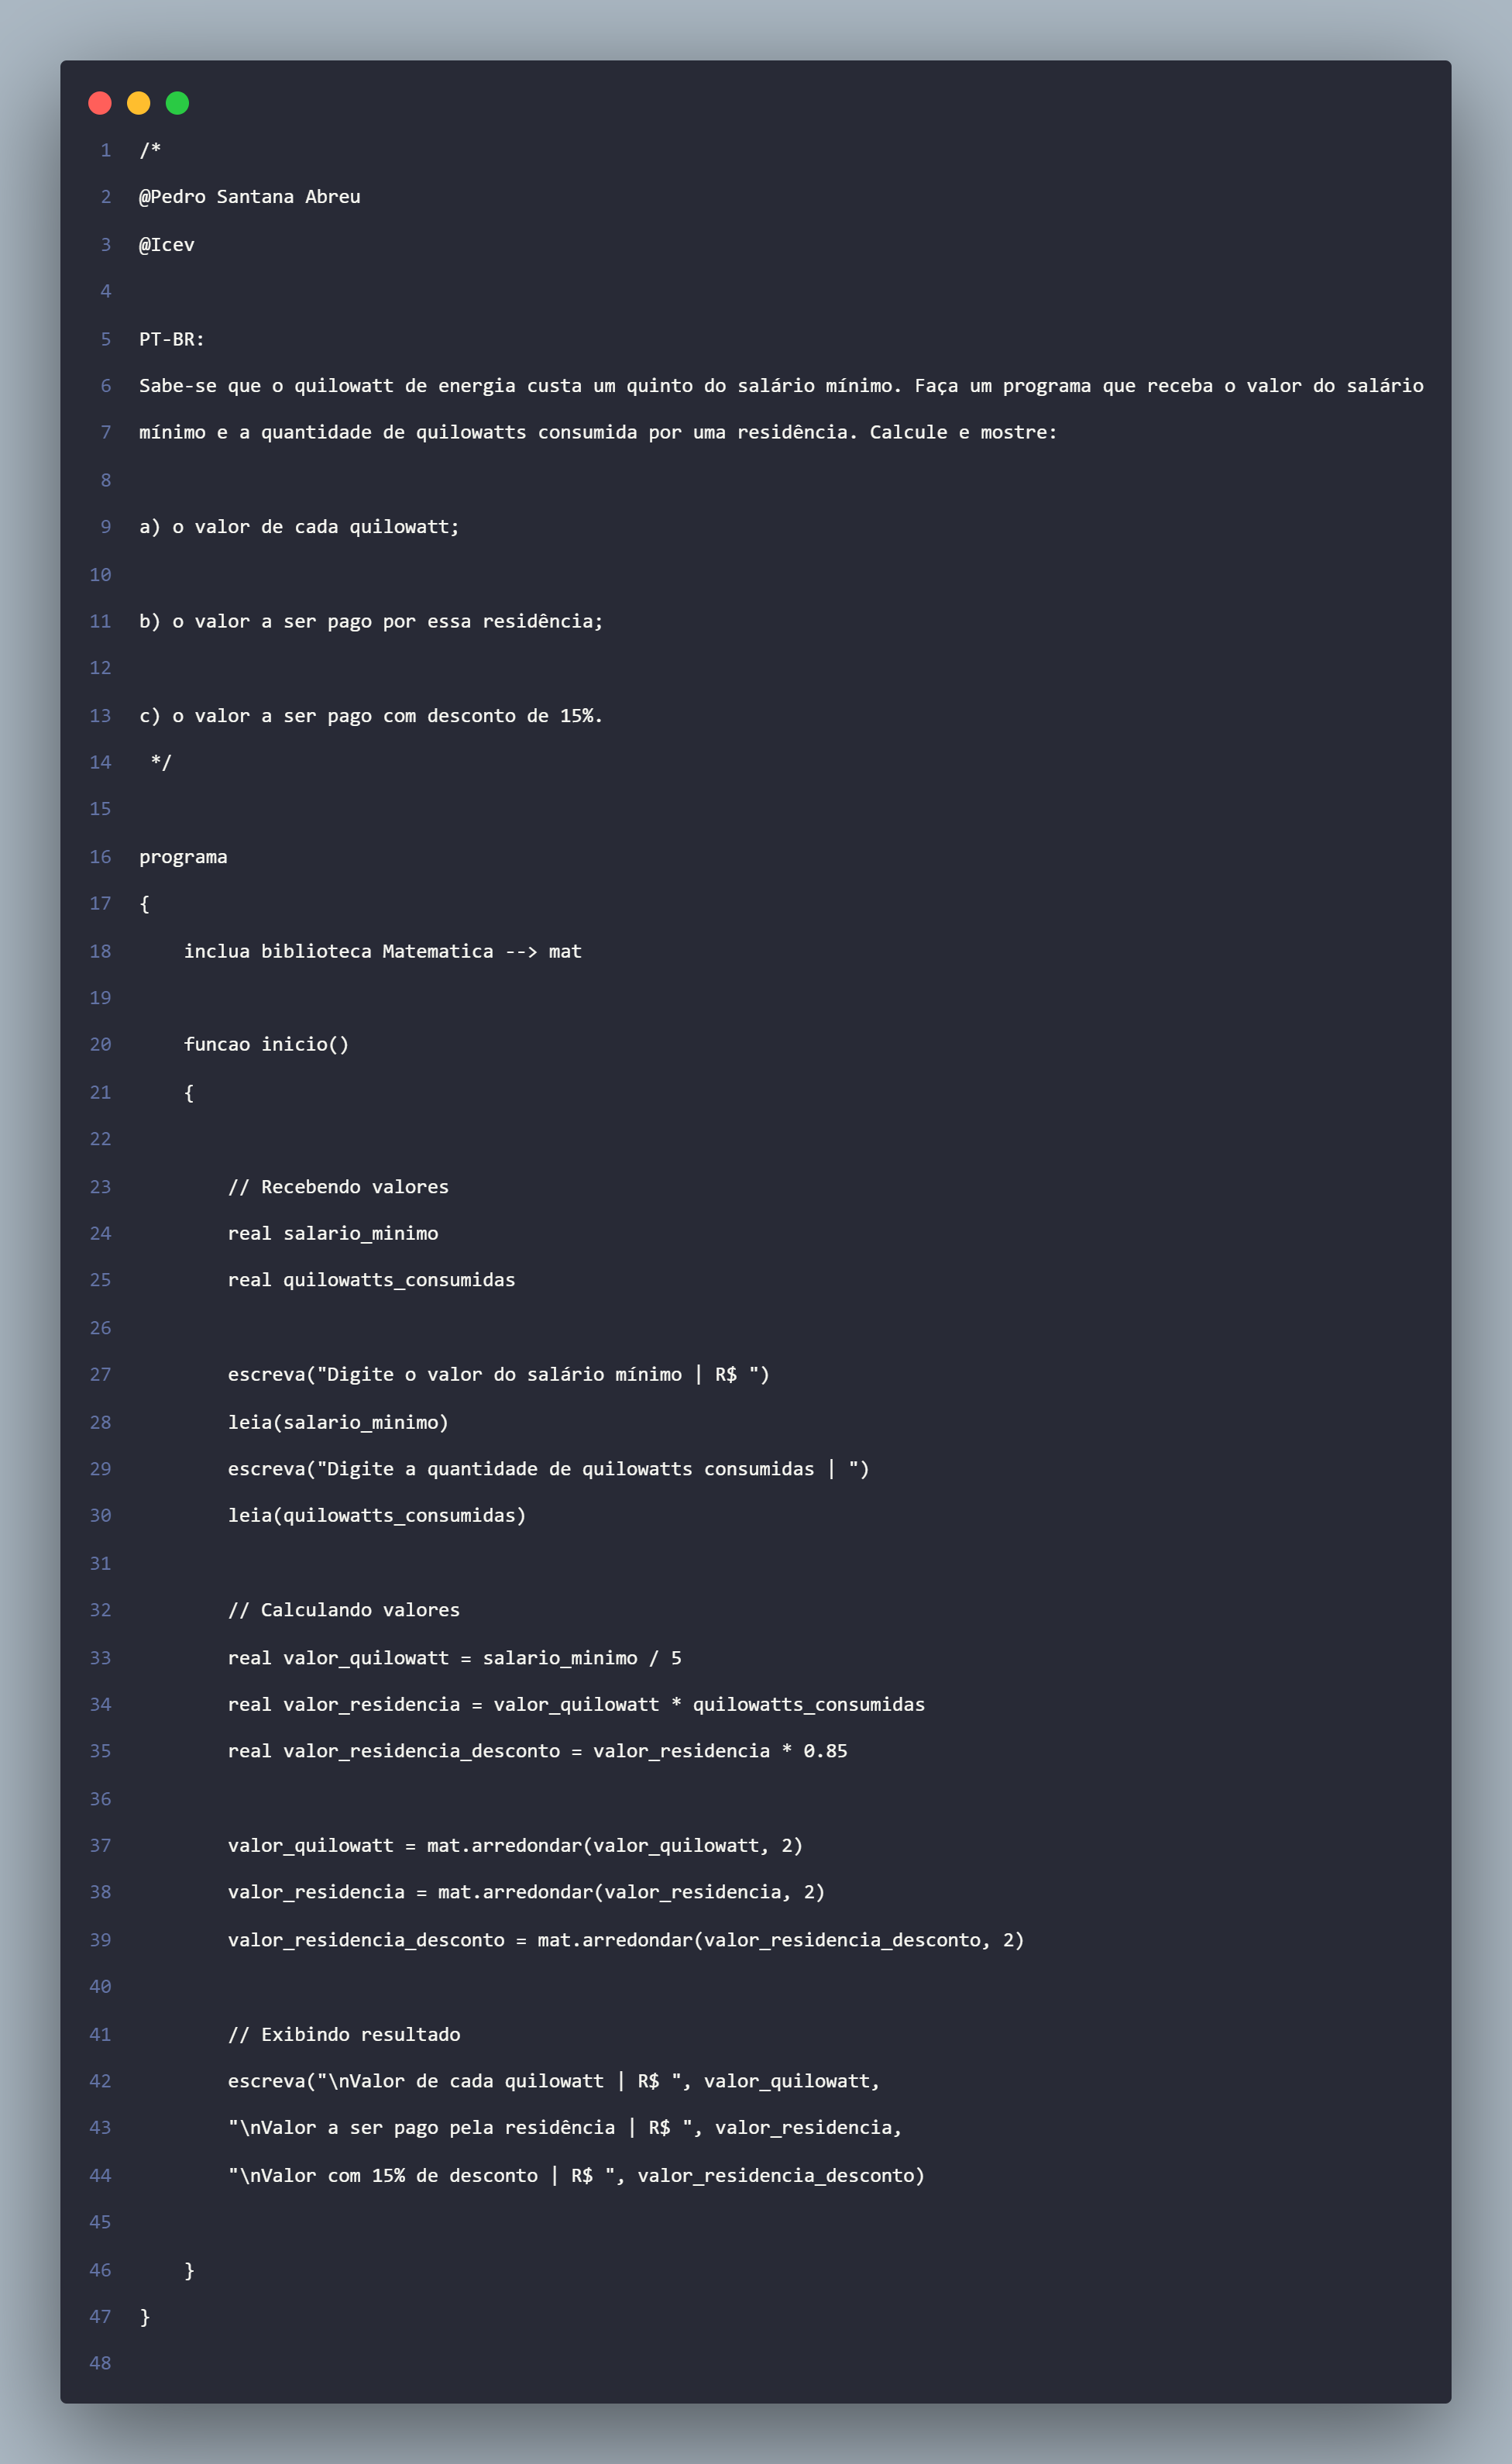 1 /*
2 @Pedro Santana Abreu
3 @Icev
4
5 PT-BR:
6 Sabe-se que o quilowatt de energia custa um quinto do salário mínimo. Faça um programa que receba o valor do salário
7 mínimo e a quantidade de quilowatts consumida por uma residência. Calcule e mostre:
8
9 a) o valor de cada quilowatt;
10
11 b) o valor a ser pago por essa residência;
12
13 c) o valor a ser pago com desconto de 15%.
14  */
15
16 programa
17 {
18     inclua biblioteca Matematica --> mat
19
20     funcao inicio()
21     {
22
23         // Recebendo valores
24         real salario_minimo
25         real quilowatts_consumidas
26
27         escreva("Digite o valor do salário mínimo | R$ ")
28         leia(salario_minimo)
29         escreva("Digite a quantidade de quilowatts consumidas | ")
30         leia(quilowatts_consumidas)
31
32         // Calculando valores
33         real valor_quilowatt = salario_minimo / 5
34         real valor_residencia = valor_quilowatt * quilowatts_consumidas
35         real valor_residencia_desconto = valor_residencia * 0.85
36
37         valor_quilowatt = mat.arredondar(valor_quilowatt, 2)
38         valor_residencia = mat.arredondar(valor_residencia, 2)
39         valor_residencia_desconto = mat.arredondar(valor_residencia_desconto, 2)
40
41         // Exibindo resultado
42         escreva("\nValor de cada quilowatt | R$ ", valor_quilowatt,
43         "\nValor a ser pago pela residência | R$ ", valor_residencia,
44         "\nValor com 15% de desconto | R$ ", valor_residencia_desconto)
45
46     }
47 }
48